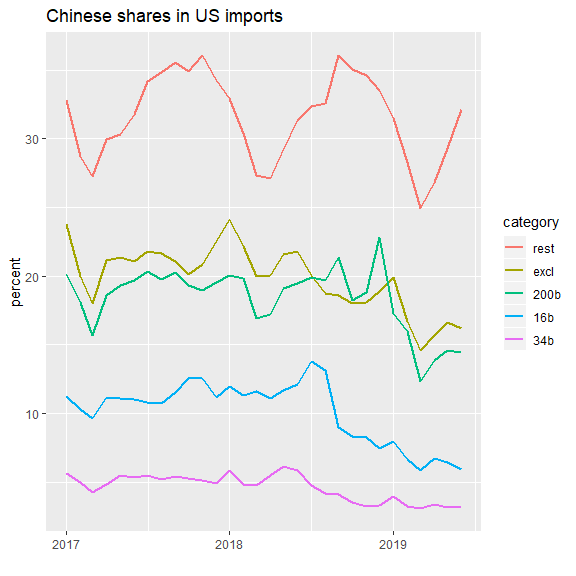 Chinese shares in US imports
percent
30
20
10
2017
2018
2019
category
rest
excl
200b
16b
34b